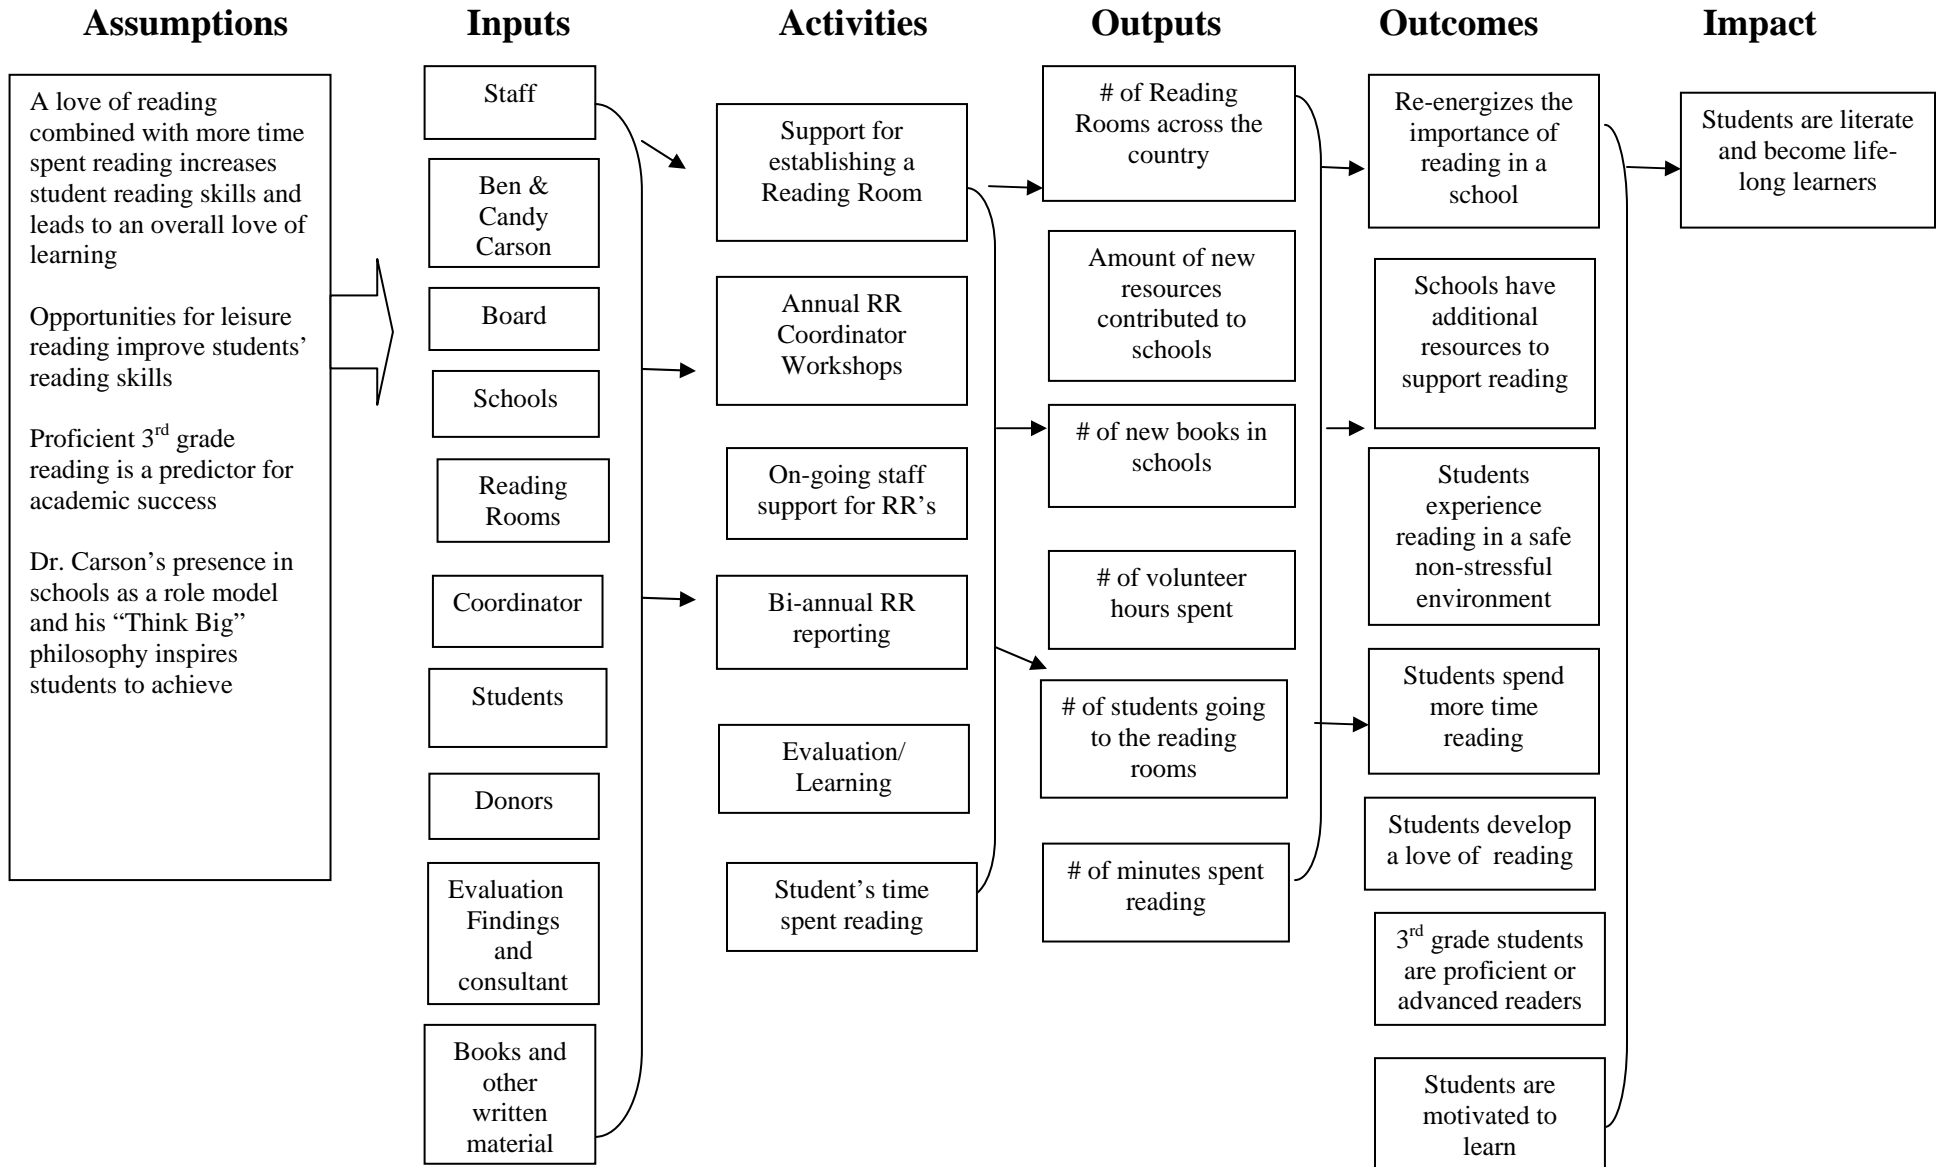 Assumptions
Inputs
Activities
Outputs
Outcomes
Impact
A love of reading
combined with more time
spent reading increases
student reading skills and
leads to an overall love of
learning
Opportunities for leisure
reading improve students’
reading skills
Proficient 3rd grade
reading is a predictor for
academic success
Dr. Carson’s presence in
schools as a role model
and his “Think Big”
philosophy inspires
students to achieve
Staff
Ben &
Candy
Carson
Board
Schools
Reading
Rooms
Coordinator
Students
Donors
Evaluation
Findings
and
consultant
Books and
other
written
material
Support for
establishing a
Reading Room
Annual RR
Coordinator
Workshops
On-going staff
support for RR’s
Bi-annual RR
reporting
Evaluation/
Learning
Student’s time
spent reading
# of Reading
Rooms across the
country
Amount of new
resources
contributed to
schools
# of new books in
schools
# of volunteer
hours spent
# of students going
to the reading
rooms
# of minutes spent
reading
Re-energizes the
importance of
reading in a
school
Schools have
additional
resources to
support reading
Students
experience
reading in a safe
non-stressful
environment
Students spend
more time
reading
Students develop
a love of  reading
3rd grade students
are proficient or
advanced readers
Students are
motivated to
learn
Students are literate
and become life-
long learners